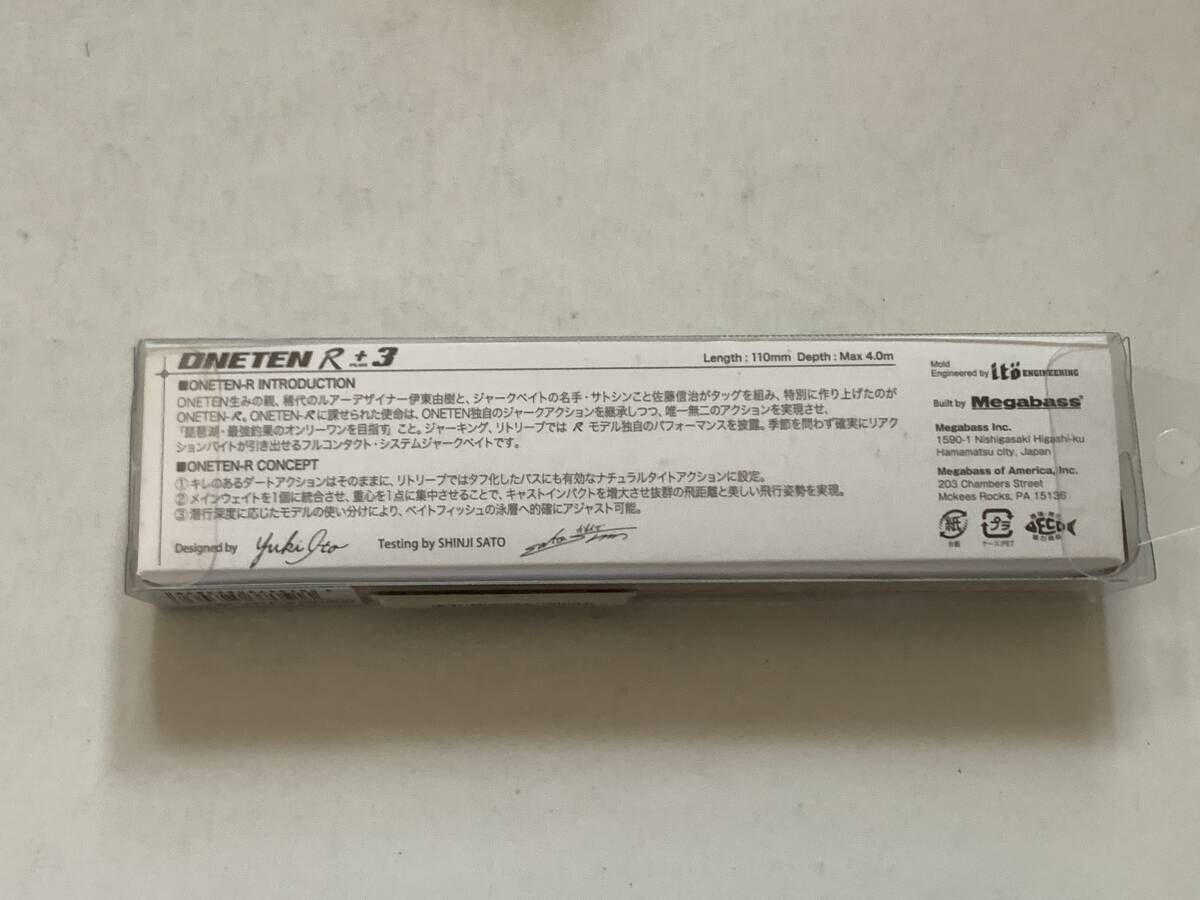 ONETEN R PLUS +3
Length : 110mm Depth : Max 4.0m
■ONETEN-R INTRODUCTION
ONETEN生みの親、稀代のルアーデザイナー伊東由樹と、ジャークベイトの名手・サトシンこと佐藤信治がタッグを組み、特別に作り上げたのが
ONETEN-R。ONETEN-Rに課せられた使命は、ONETEN独自のジャークアクションを継承しつつ、唯一無二のアクションを実現させ、
『琵琶湖・最強釣果のオンリーワンを目指す』こと。ジャーキング、リトリーブでは R モデル独自のパフォーマンスを披露。季節を問わず確実にリアク
ションバイトが引き出せるフルコンタクト・システムジャークベイトです。
■ONETEN-R CONCEPT
①キレのあるダートアクションはそのままに、リトリーブではタフ化したバスにも有効なナチュラルタイトアクションに設定。
②メインウェイトを1個に統合させ、重心を1点に集中させることで、キャストインパクトを増大させ抜群の飛距離と美しい飛行姿勢を実現。
③潜行深度に応じたモデルの使い分けにより、ベイトフィッシュの泳層へ的確にアジャスト可能。
Designed by Yuki Ito Testing by SHINJI SATO
Mold
Engineered by itö ENGINEERING
Built by Megabass®
Megabass Inc.
1590-1 Nishigasaki Higashi-ku
Hamamatsu city, Japan
Megabass of America, Inc.
203 Chambers Street
Mckees Rocks, PA 15136
紙 プラ ECO
台紙 ケース:PET